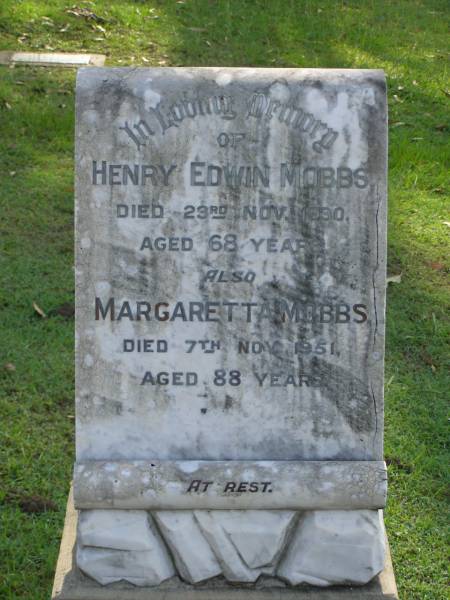 In Loving Memory
OF
HENRY EDWIN MOBBS
DIED 23RD NOV. 1930.
AGED 68 YEARS
ALSO
MARGARETTA MOBBS
DIED 7TH NOV. 1951.
AGED 88 YEARS
AT REST.